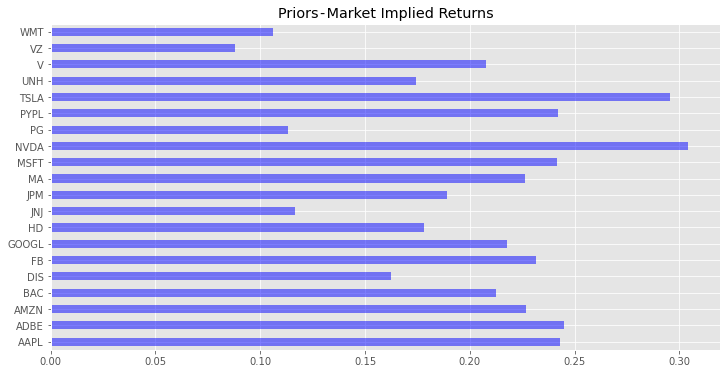 Priors-Market Implied Returns
WMT
VZ
V
UNH
TSLA
PYPL
PG
NVDA
MSFT
MA
JPM
JNJ
HD
GOOGL
FB
DIS
BAC
AMZN
ADBE
AAPL
0.00 0.05 0.10 0.15 0.20 0.25 0.30